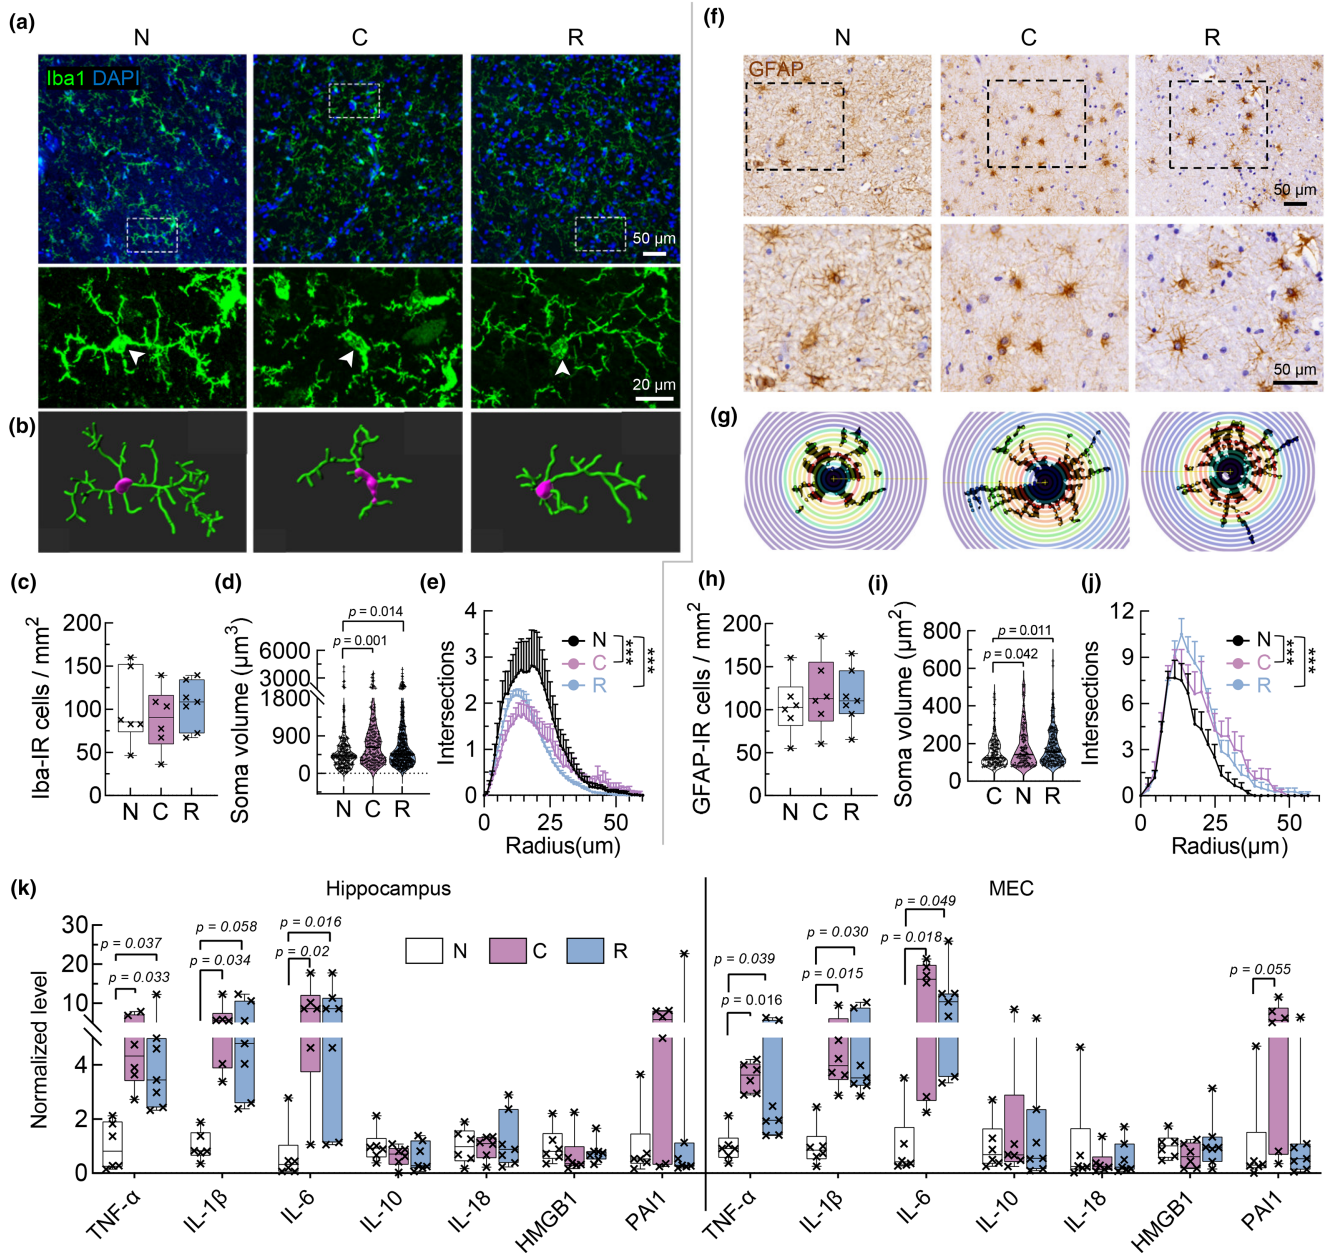 (a)
N C R
Iba1 DAPI
50 µm
20 µm
(b)
(c)
Iba-IR cells / mm2
200
150
100
50
0
N C R
(d)
Soma volume (µm3)
p = 0.014
p = 0.001
6000
3000
1800
900
0
N C R
(e)
Intersections
4
3
2
1
0
N
C
R
***
***
0 25 50
Radius(um)
(f)
N C R
GFAP
50 µm
50 µm
(g)
(h)
GFAP-IR cells / mm2
200
150
100
50
0
N C R
(i)
Soma volume (µm2)
p = 0.011
p = 0.042
800
600
400
200
0
C N R
(j)
Intersections
12
9
6
3
0
N
C
R
***
***
0 25 50
Radius(µm)
(k)
Hippocampus MEC
Normalized level
30
20
10
4
2
0
N C R
p = 0.037
p = 0.033
p = 0.058
p = 0.034
p = 0.016
p = 0.02
p = 0.039
p = 0.016
p = 0.030
p = 0.015
p = 0.049
p = 0.018
p = 0.055
TNF-α IL-1β IL-6 IL-10 IL-18 HMGB1 PAI1 TNF-α IL-1β IL-6 IL-10 IL-18 HMGB1 PAI1